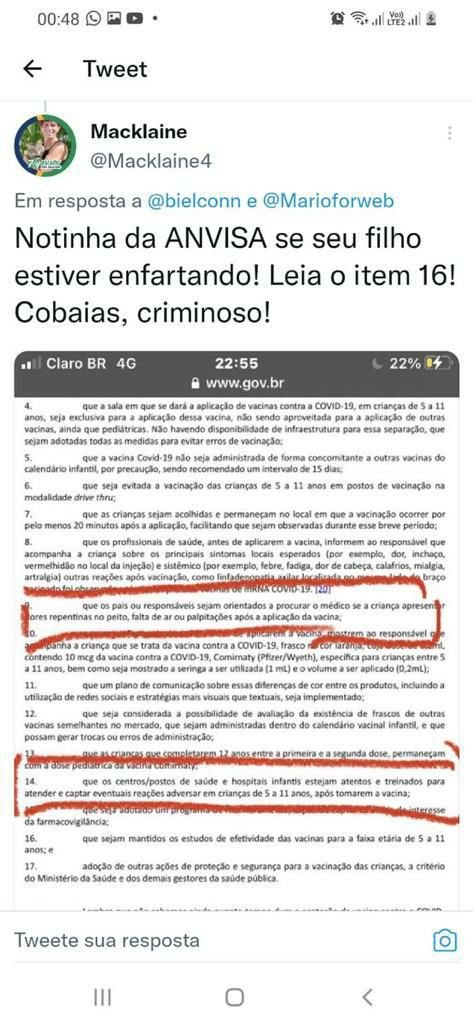 00:48
Vo))
LTE2
Tweet
Macklaine
@Macklaine4
Em resposta a @bielconn e @Marioforweb
Notinha da ANVISA se seu filho
estiver enfartando! Leia o item 16!
Cobaias, criminoso!
Claro BR 4G 22:55 22%
www.gov.br
4. que a sala em que se dará a aplicação de vacinas contra a COVID-19, em crianças de 5 a 11
anos, seja exclusiva para a aplicação dessa vacina, não sendo aproveitada para a aplicação de outras
vacinas, ainda que pediátricas. Não havendo disponibilidade de infraestrutura para essa separação, que
sejam adotadas todas as medidas para evitar erros de vacinação;
5. que a vacina Covid-19 não seja administrada de forma concomitante a outras vacinas do
calendário infantil, por precaução, sendo recomendado um intervalo de 15 dias;
6. que seja evitada a vacinação das crianças de 5 a 11 anos em postos de vacinação na
modalidade drive thru;
7. que as crianças sejam acolhidas e permaneçam no local em que a vacinação ocorrer por
pelo menos 20 minutos após a aplicação, facilitando que sejam observadas durante esse breve período;
8. que os profissionais de saúde, antes de aplicarem a vacina, informem ao responsável que
acompanha a criança sobre os principais sintomas locais esperados (por exemplo, dor, inchaço,
vermelhidão no local da injeção) e sistêmico (por exemplo, febre, fadiga, dor de cabeça, calafrios, mialgia,
artralgia) outras reações após vacinação, como linfadenopatia axilar localizada no braço
mRNA COVID-19. [20]
9. que os pais ou responsáveis sejam orientados a procurar o médico se a criança apresentar
dores repentinas no peito, falta de ar ou palpitações após a aplicação da vacina;
10. aplicarem a vacina, mostrem ao responsável que
acompanha a criança que se trata da vacina contra a COVID-19, frasco na cor laranja,
contendo 10 mcg da vacina contra a COVID-19, Comirnaty (Pfizer/Wyeth), específica para crianças entre 5
a 11 anos, bem como seja mostrado a seringa a ser utilizada (1 mL) e o volume a ser aplicado (0,2mL);
11. que um plano de comunicação sobre essas diferenças de cor entre os produtos, incluindo a
utilização de redes sociais e estratégias mais visuais que textuais, seja implementado;
12. que seja considerada a possibilidade de avaliação da existência de frascos de outras
vacinas semelhantes no mercado, que sejam administradas dentro do calendário vacinal infantil, e que
possam gerar trocas ou erros de administração;
13. que as crianças que completarem 12 anos entre a primeira e a segunda dose, permaneçam
com a dose pediátrica da vacina Comirnaty;
14. que os centros/postos de saúde e hospitais infantis estejam atentos e treinados para
atender e captar eventuais reações adversar em crianças de 5 a 11 anos, após tomarem a vacina;
que seja adotado um programa de interesse
da farmacovigilância;
16. que sejam mantidos os estudos de efetividade das vacinas para a faixa etária de 5 a 11
anos; e
17. adoção de outras ações de proteção e segurança para a vacinação das crianças, a critério
do Ministério da Saúde e dos demais gestores da saúde pública.
Tweete sua resposta